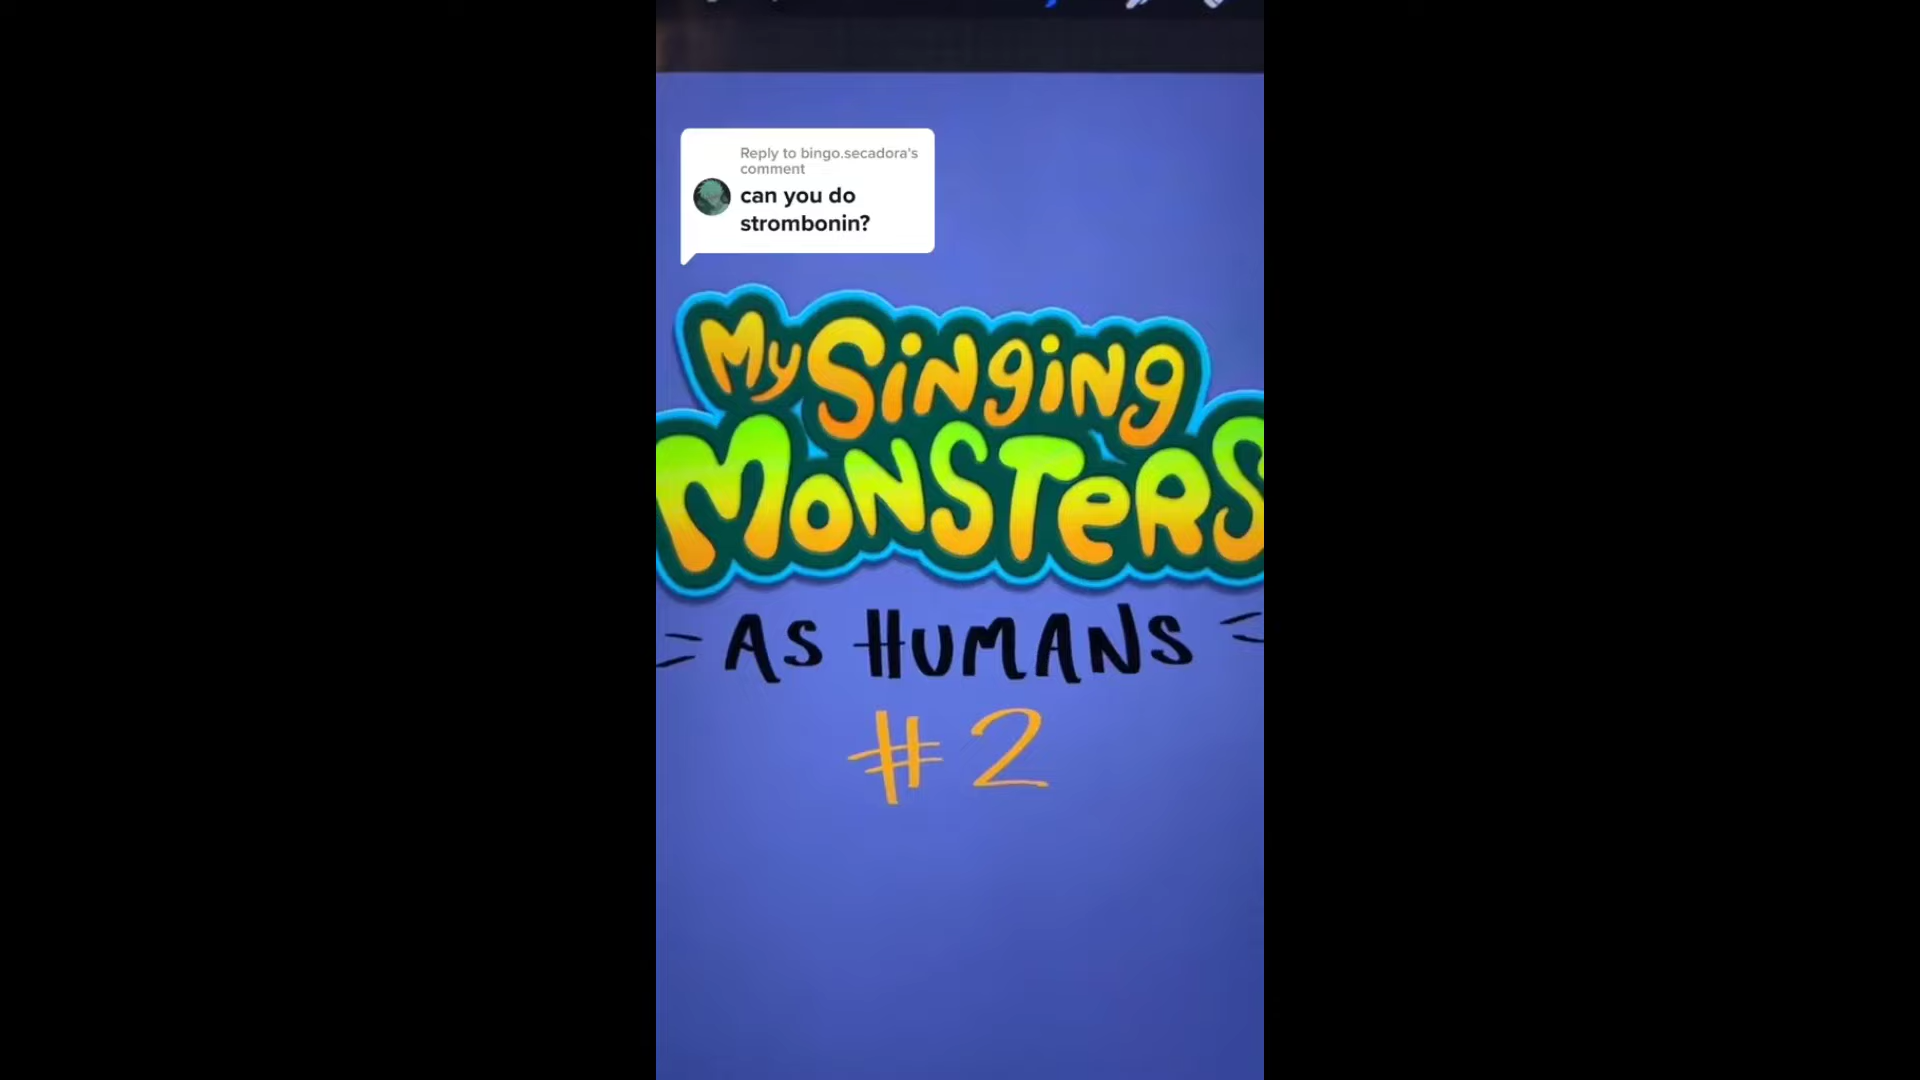 Reply to bingo.secadora's
comment
can you do
strombonin?
My Singing
Monsters
AS HUMANS
#2